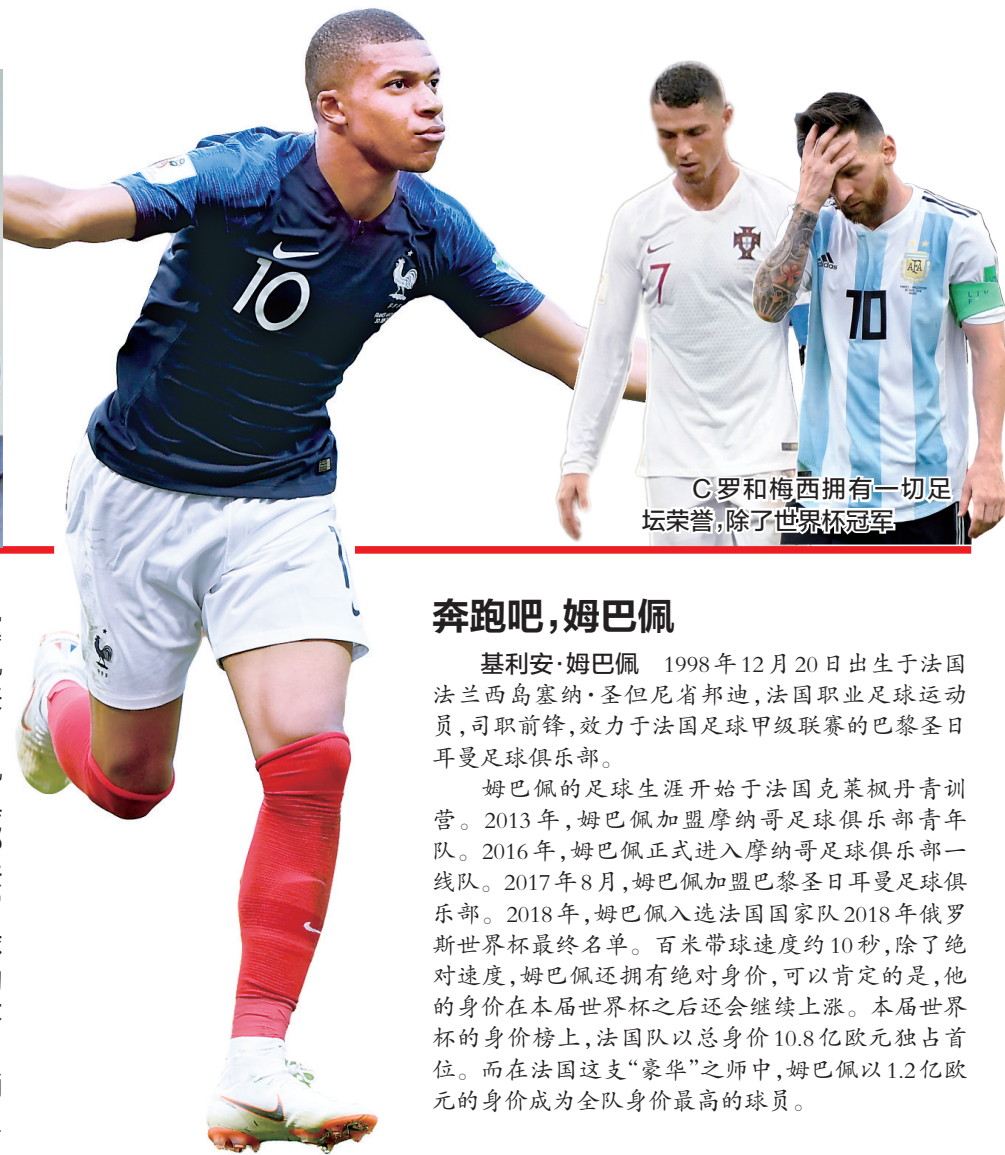 10
7
adidas
AFA
10
C罗和梅西拥有一切足
坛荣誉,除了世界杯冠军
奔跑吧,姆巴佩
基利安·姆巴佩 1998年12月20日出生于法国
法兰西岛塞纳·圣但尼省邦迪,法国职业足球运动
员,司职前锋,效力于法国足球甲级联赛的巴黎圣日
耳曼足球俱乐部。
姆巴佩的足球生涯开始于法国克莱枫丹青训
营。2013年,姆巴佩加盟摩纳哥足球俱乐部青年
队。2016年,姆巴佩正式进入摩纳哥足球俱乐部一
线队。2017年8月,姆巴佩加盟巴黎圣日耳曼足球俱
乐部。2018年,姆巴佩入选法国国家队2018年俄罗
斯世界杯最终名单。百米带球速度约10秒,除了绝
对速度,姆巴佩还拥有绝对身价,可以肯定的是,他
的身价在本届世界杯之后还会继续上涨。本届世界
杯的身价榜上,法国队以总身价10.8亿欧元独占首
位。而在法国这支“豪华”之师中,姆巴佩以1.2亿欧
元的身价成为全队身价最高的球员。